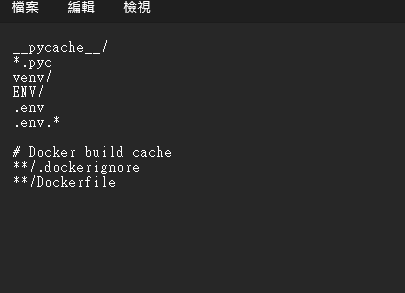 檔案 編輯 檢視
__pycache__/
*.pyc
venv/
ENV/
.env
.env.*
# Docker build cache
**/.dockerignore
**/Dockerfile